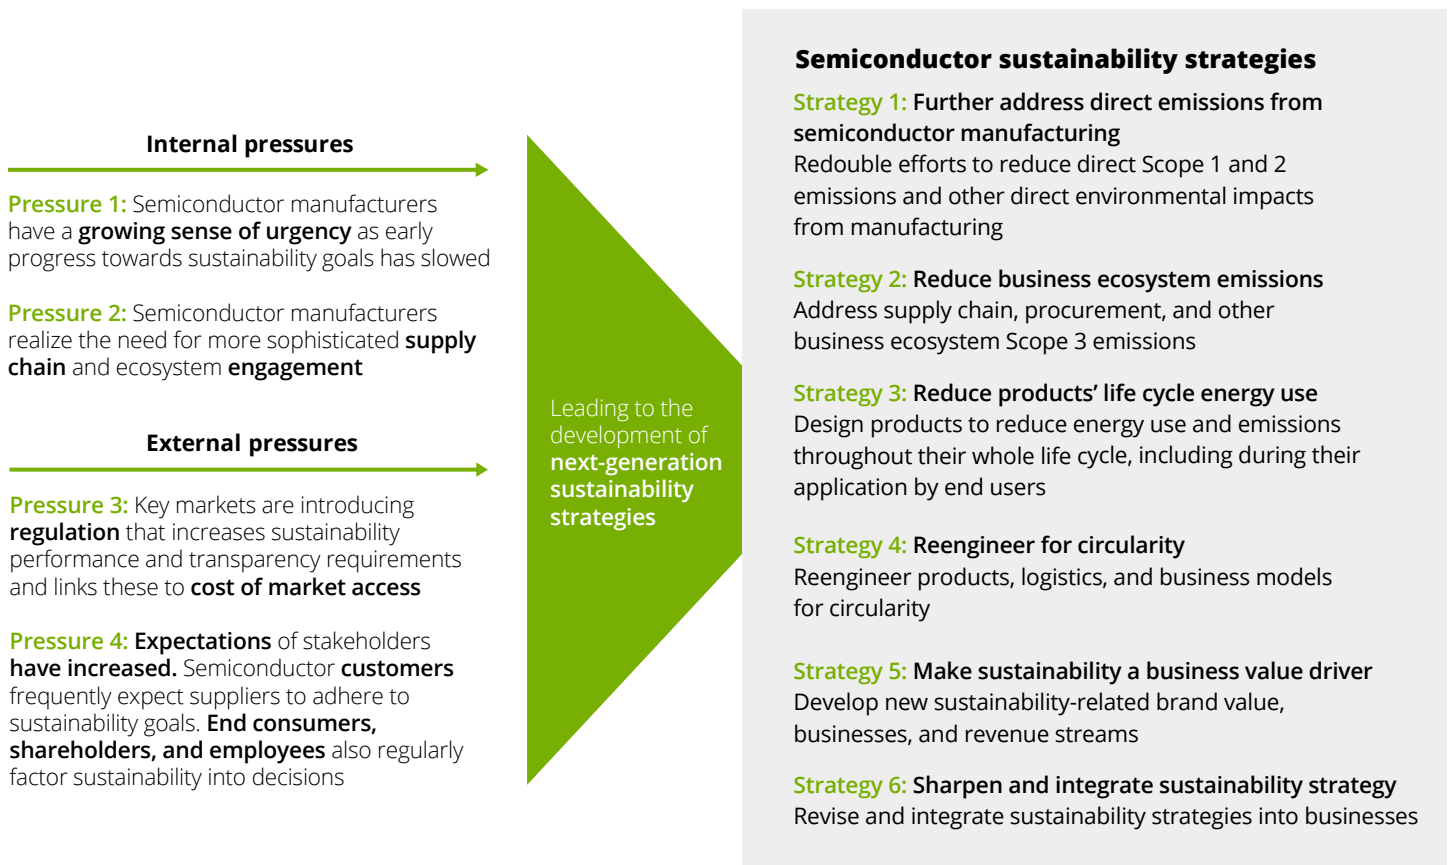 Internal pressures
Pressure 1: Semiconductor manufacturers
have a growing sense of urgency as early
progress towards sustainability goals has slowed
Pressure 2: Semiconductor manufacturers
realize the need for more sophisticated supply
chain and ecosystem engagement
External pressures
Pressure 3: Key markets are introducing
regulation that increases sustainability
performance and transparency requirements
and links these to cost of market access
Pressure 4: Expectations of stakeholders
have increased. Semiconductor customers
frequently expect suppliers to adhere to
sustainability goals. End consumers,
shareholders, and employees also regularly
factor sustainability into decisions
Leading to the
development of
next-generation
sustainability
strategies
Semiconductor sustainability strategies
Strategy 1: Further address direct emissions from
semiconductor manufacturing
Redouble efforts to reduce direct Scope 1 and 2
emissions and other direct environmental impacts
from manufacturing
Strategy 2: Reduce business ecosystem emissions
Address supply chain, procurement, and other
business ecosystem Scope 3 emissions
Strategy 3: Reduce products’ life cycle energy use
Design products to reduce energy use and emissions
throughout their whole life cycle, including during their
application by end users
Strategy 4: Reengineer for circularity
Reengineer products, logistics, and business models
for circularity
Strategy 5: Make sustainability a business value driver
Develop new sustainability-related brand value,
businesses, and revenue streams
Strategy 6: Sharpen and integrate sustainability strategy
Revise and integrate sustainability strategies into businesses